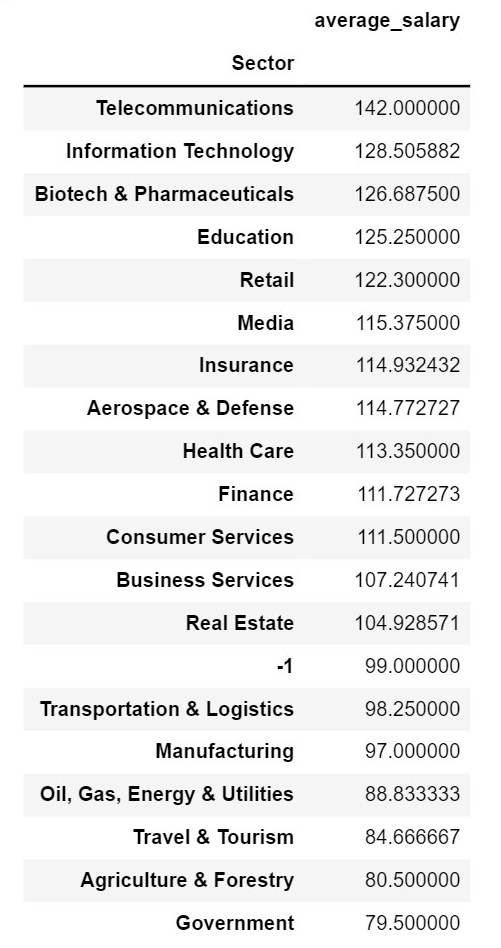 average_salary
Sector
Telecommunications 142.000000
Information Technology 128.505882
Biotech & Pharmaceuticals 126.687500
Education 125.250000
Retail 122.300000
Media 115.375000
Insurance 114.932432
Aerospace & Defense 114.772727
Health Care 113.350000
Finance 111.727273
Consumer Services 111.500000
Business Services 107.240741
Real Estate 104.928571
-1 99.000000
Transportation & Logistics 98.250000
Manufacturing 97.000000
Oil, Gas, Energy & Utilities 88.833333
Travel & Tourism 84.666667
Agriculture & Forestry 80.500000
Government 79.500000